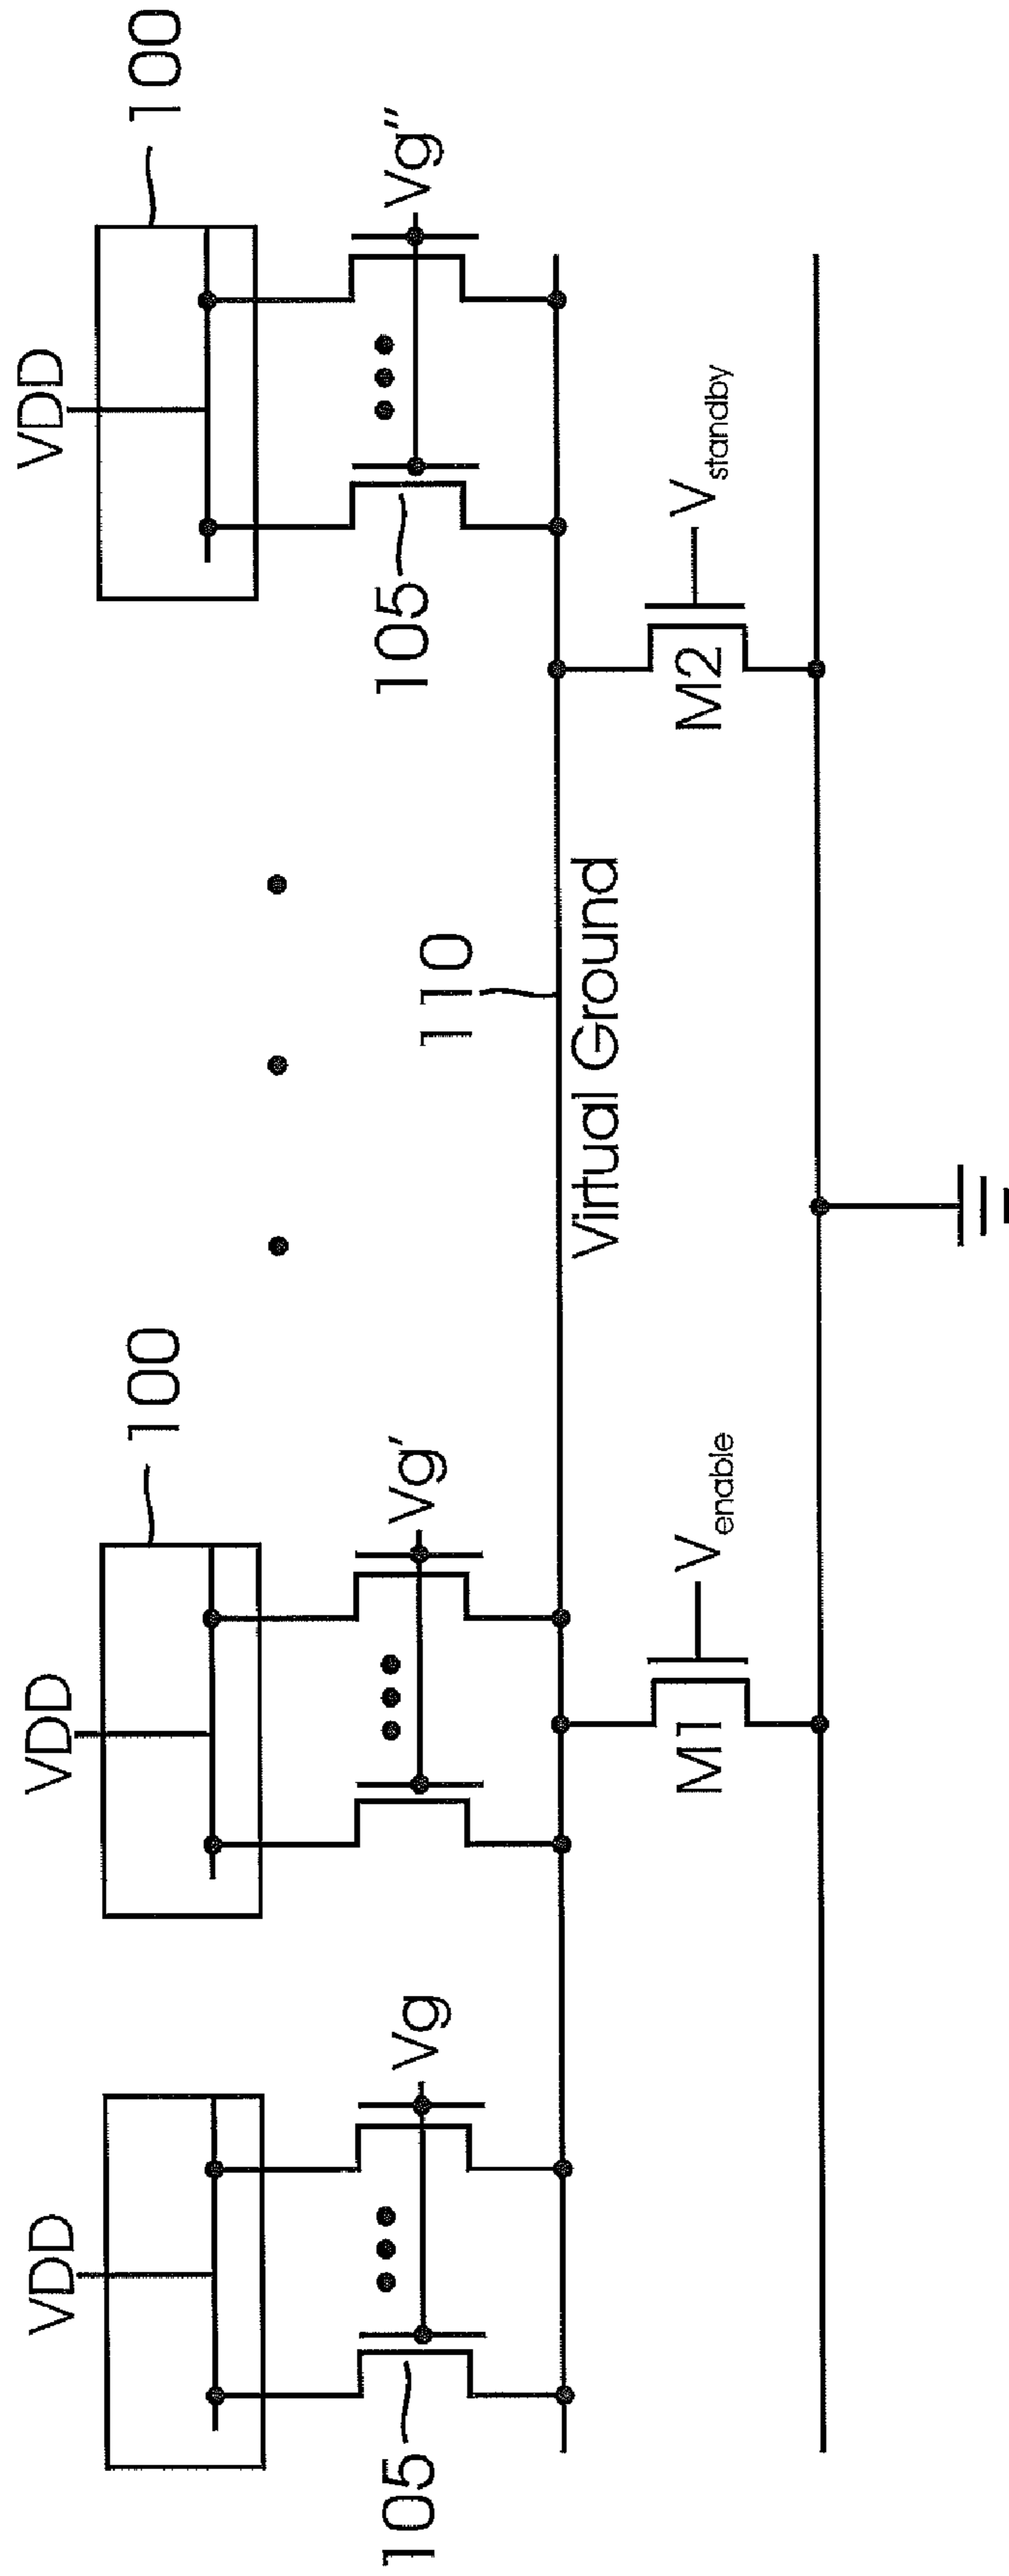 VDD
VDD
100
VDD
100
105
Vg
Vg'
105
Vg"
110
Virtual Ground
M1
Venable
M2
Vstandby